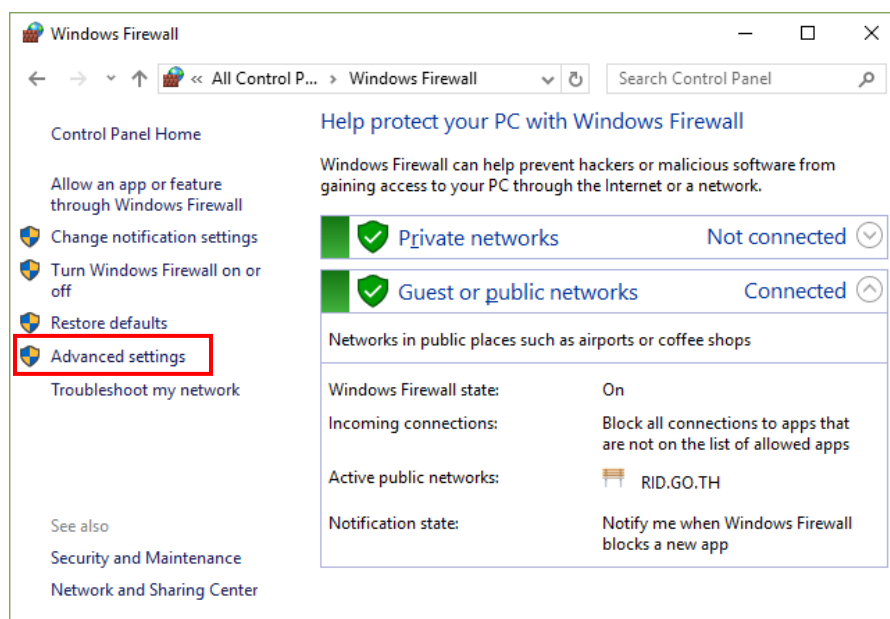 Windows Firewall
« All Control P... › Windows Firewall
Search Control Panel
Control Panel Home
Allow an app or feature
through Windows Firewall
Change notification settings
Turn Windows Firewall on or
off
Restore defaults
Advanced settings
Troubleshoot my network
See also
Security and Maintenance
Network and Sharing Center
Help protect your PC with Windows Firewall
Windows Firewall can help prevent hackers or malicious software from
gaining access to your PC through the Internet or a network.
Private networks Not connected
Guest or public networks Connected
Networks in public places such as airports or coffee shops
Windows Firewall state: On
Incoming connections: Block all connections to apps that
are not on the list of allowed apps
Active public networks: RID.GO.TH
Notification state: Notify me when Windows Firewall
blocks a new app